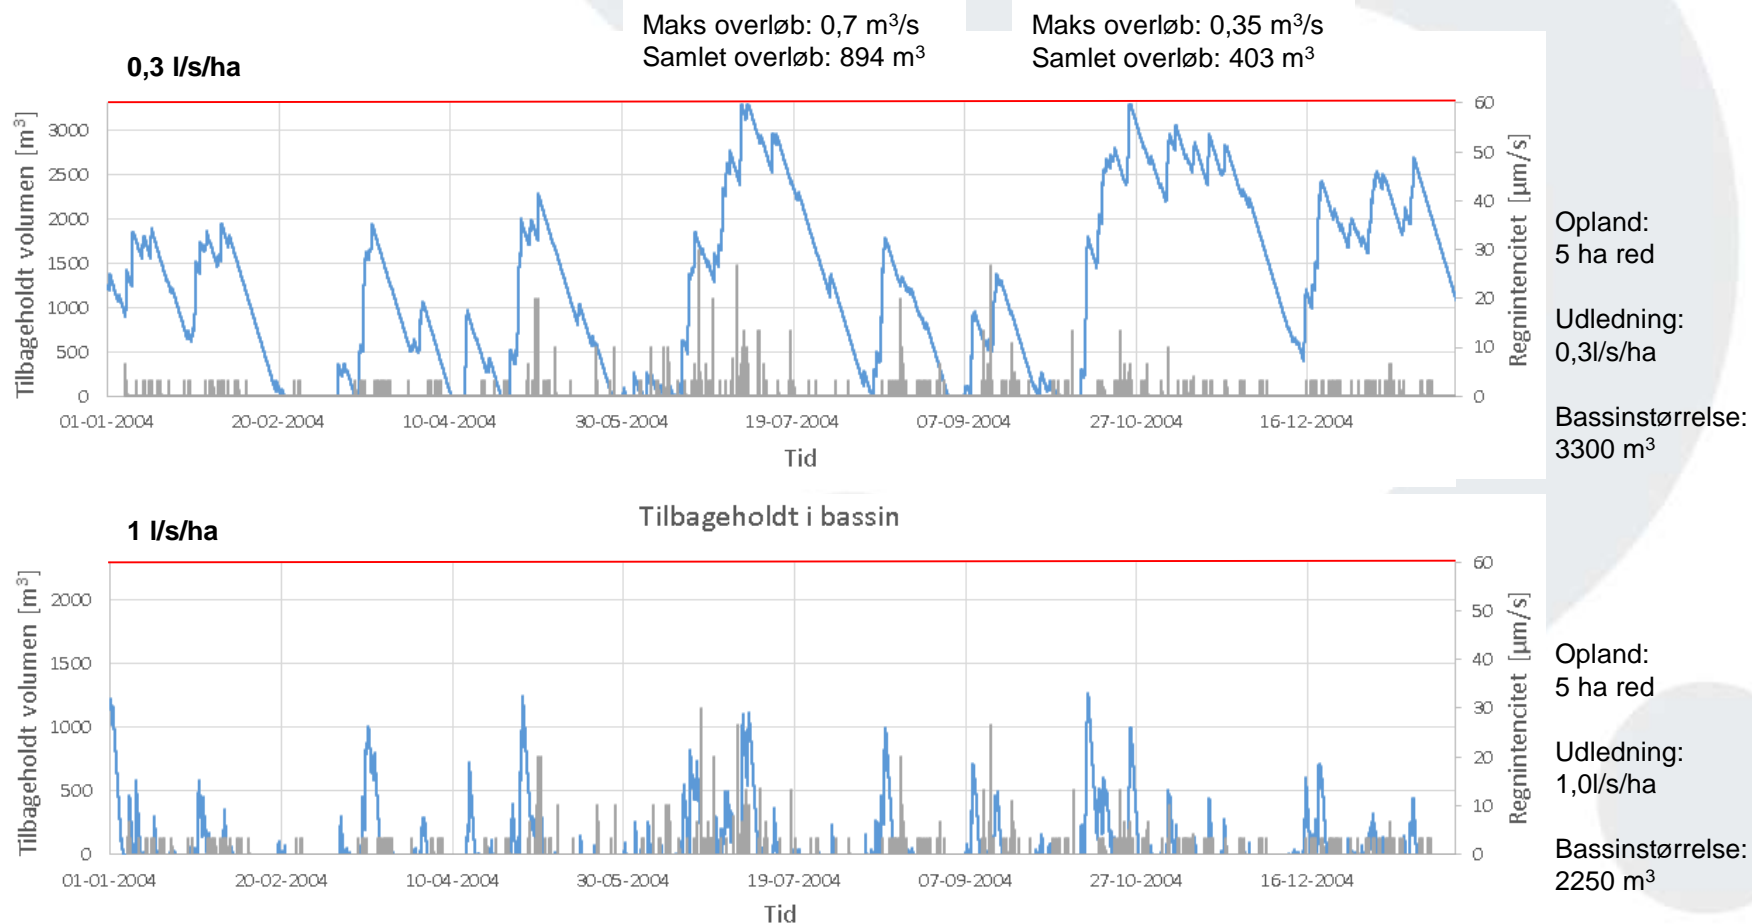 Maks overløb: 0,7 m³/s
Samlet overløb: 894 m³
Maks overløb: 0,35 m³/s
Samlet overløb: 403 m³
0,3 l/s/ha
Tilbageholdt volumen [m³]
3000
2500
2000
1500
1000
500
0
60
50
40
30
20
10
0
Regnintencitet [µm/s]
01-01-2004
20-02-2004
10-04-2004
30-05-2004
19-07-2004
07-09-2004
27-10-2004
16-12-2004
Tid
Opland:
5 ha red
Udledning:
0,3l/s/ha
Bassinstørrelse:
3300 m³
1 l/s/ha
Tilbageholdt i bassin
Tilbageholdt volumen [m³]
2000
1500
1000
500
0
60
50
40
30
20
10
0
Regnintencitet [µm/s]
01-01-2004
20-02-2004
10-04-2004
30-05-2004
19-07-2004
07-09-2004
27-10-2004
16-12-2004
Tid
Opland:
5 ha red
Udledning:
1,0l/s/ha
Bassinstørrelse:
2250 m³